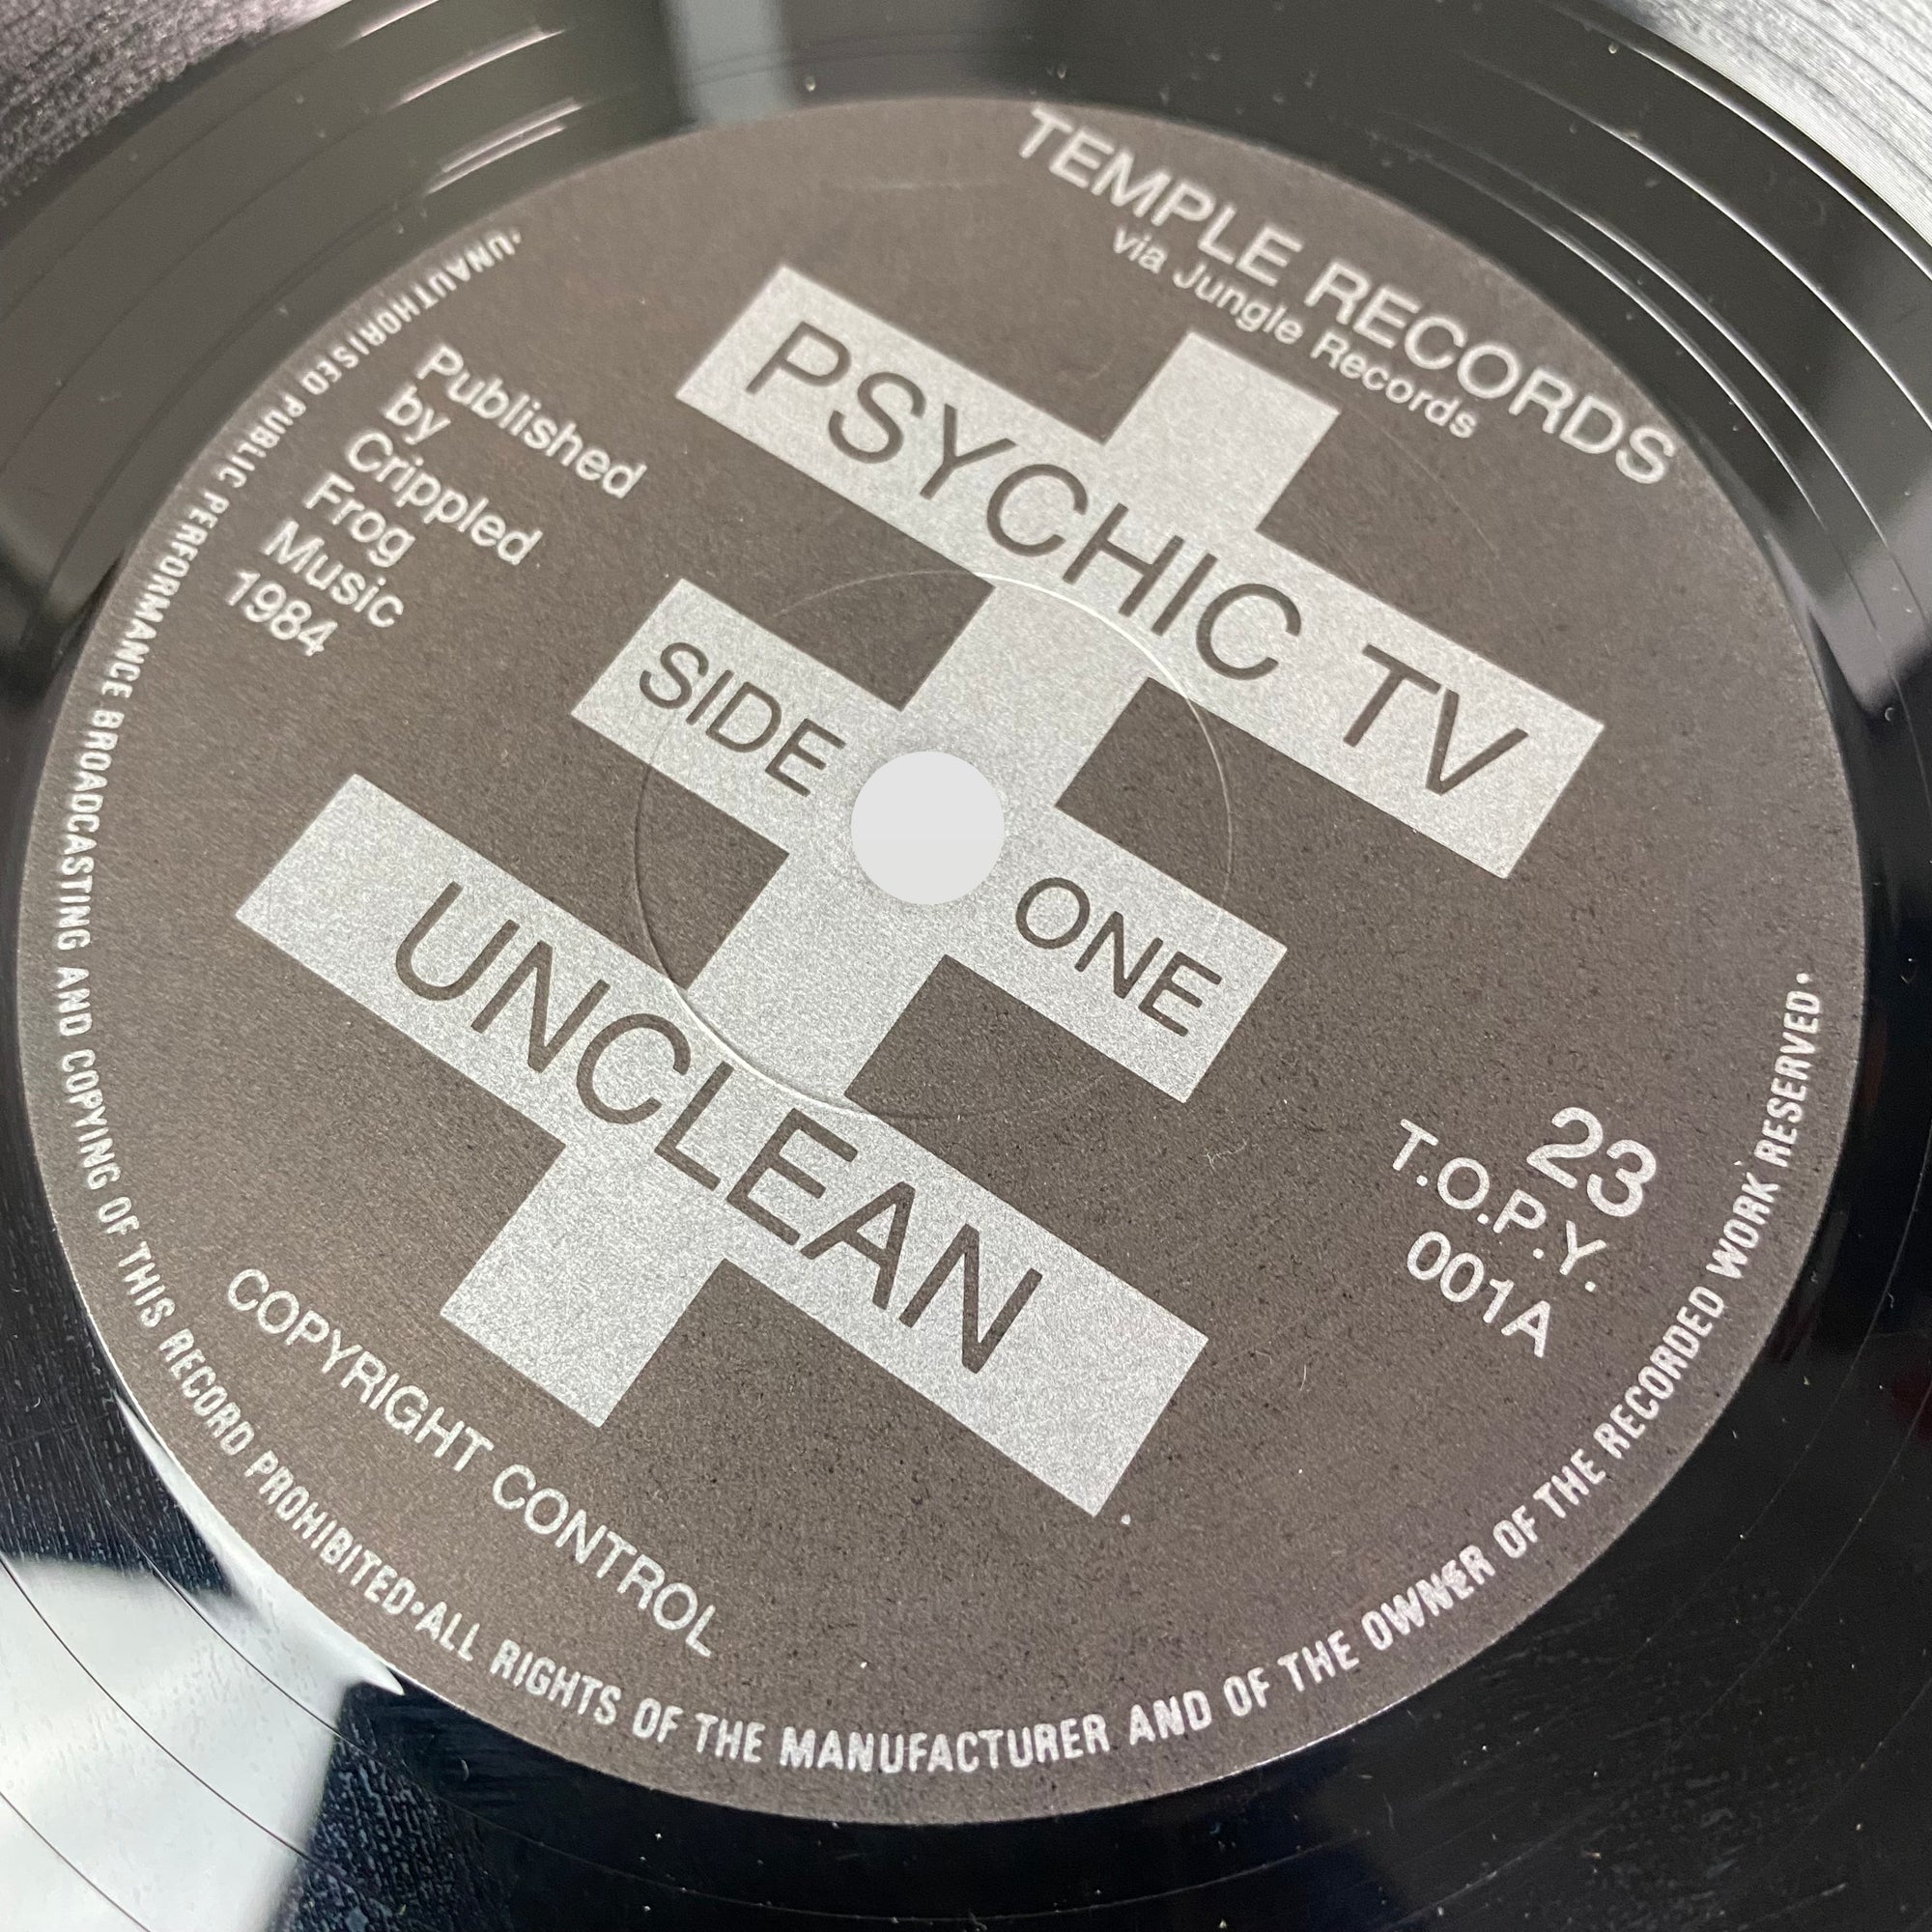 TEMPLE RECORDS
via Jungle Records
PSYCHIC TV
Published
by
Crippled
Frog
Music
1984
SIDE ONE
UNCLEAN
23
T.O.P.Y.
001A
COPYRIGHT CONTROL
•UNAUTHORISED PUBLIC PERFORMANCE BROADCASTING AND COPYING OF THIS RECORD PROHIBITED•ALL RIGHTS OF THE MANUFACTURER AND OF THE OWNER OF THE RECORDED WORK RESERVED•